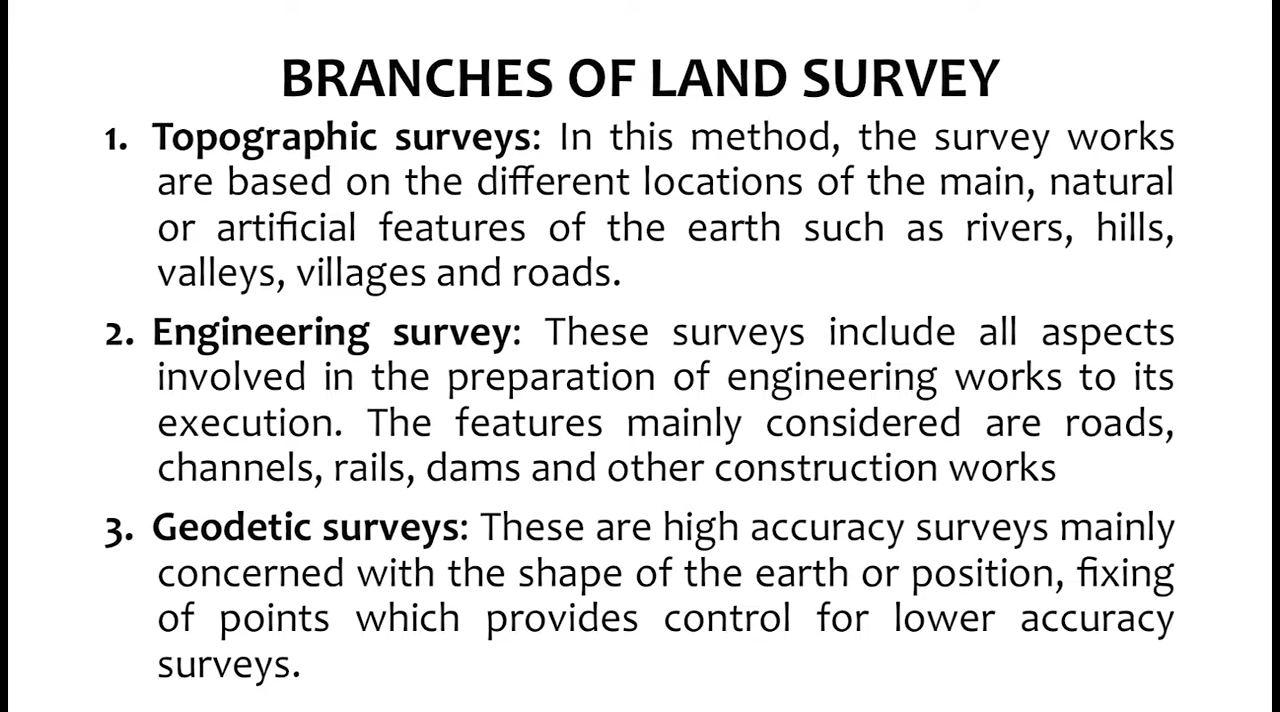 BRANCHES OF LAND SURVEY
1. Topographic surveys: In this method, the survey works
are based on the different locations of the main, natural
or artificial features of the earth such as rivers, hills,
valleys, villages and roads.
2. Engineering survey: These surveys include all aspects
involved in the preparation of engineering works to its
execution. The features mainly considered are roads,
channels, rails, dams and other construction works
3. Geodetic surveys: These are high accuracy surveys mainly
concerned with the shape of the earth or position, fixing
of points which provides control for lower accuracy
surveys.